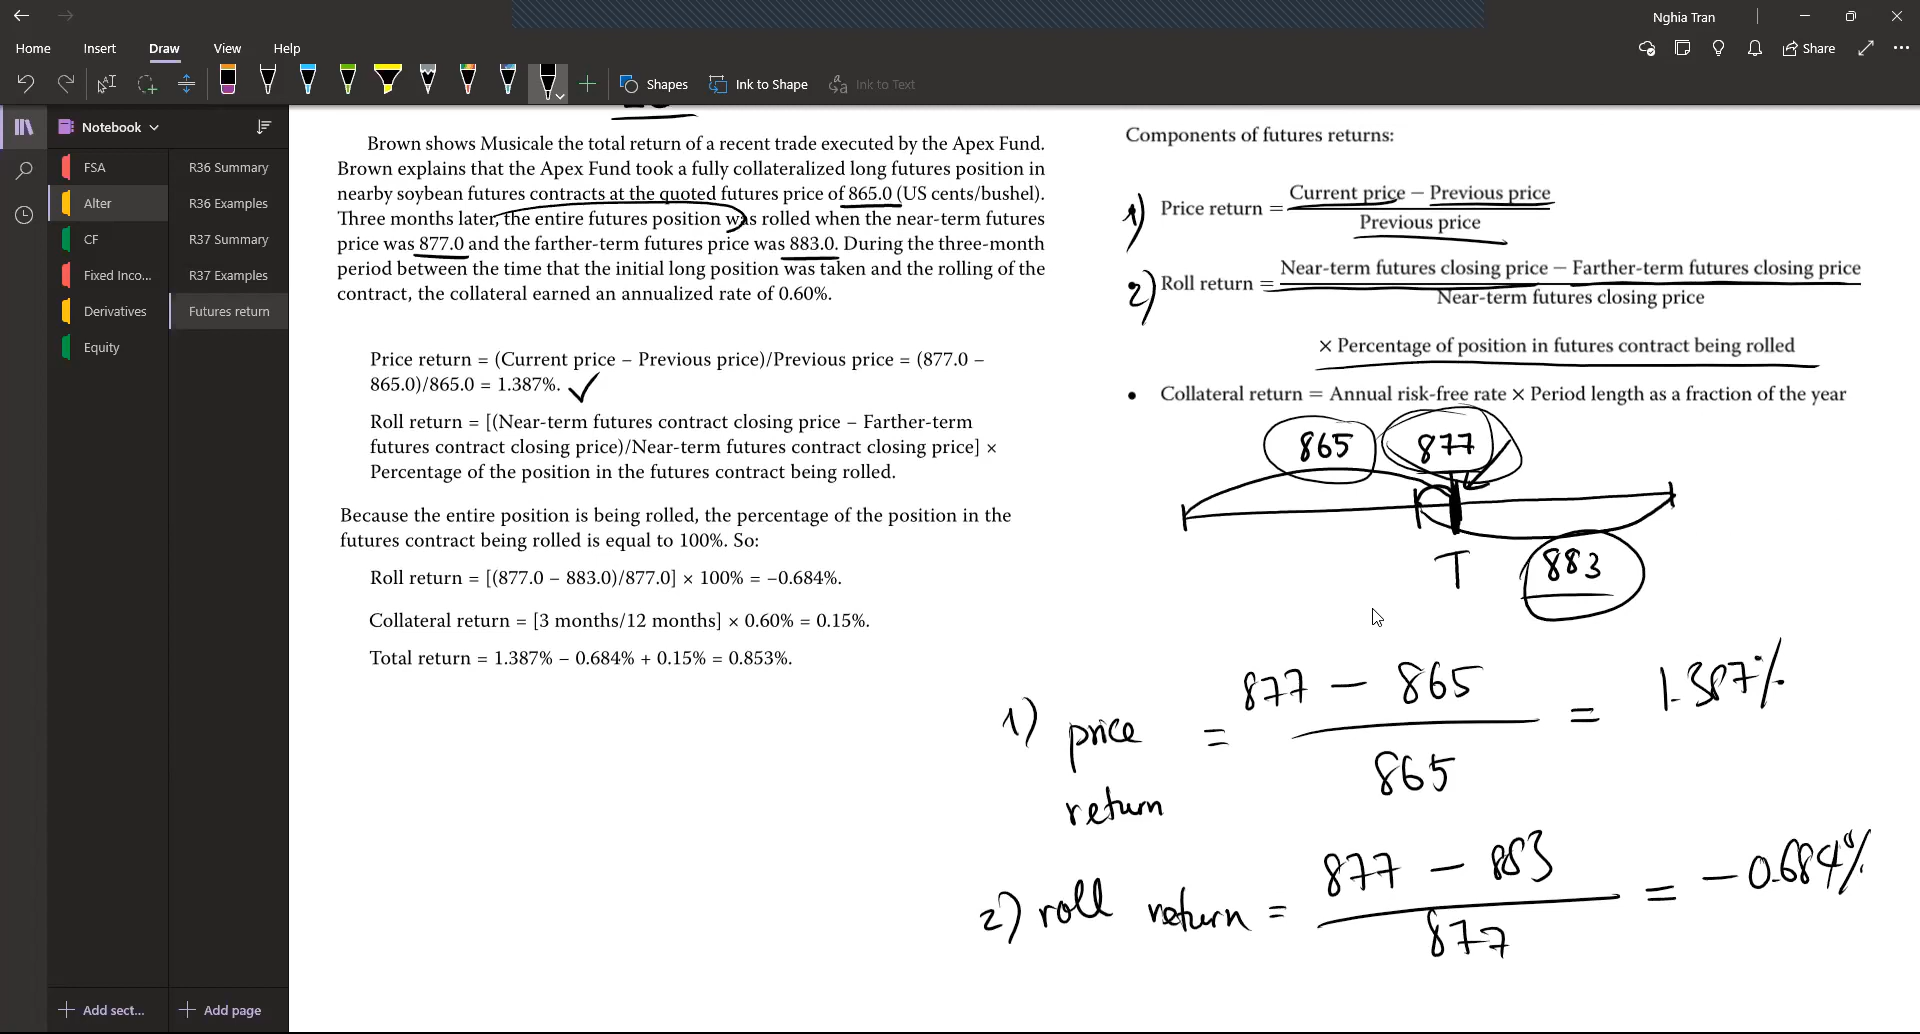 Nghia Tran
Home Insert Draw View Help
Share
Shapes Ink to Shape Ink to Text
Notebook
FSA
Alter
CF
Fixed Inco...
Derivatives
Equity
Add sect...
R36 Summary
R36 Examples
R37 Summary
R37 Examples
Futures return
Add page
Brown shows Musicale the total return of a recent trade executed by the Apex Fund.
Brown explains that the Apex Fund took a fully collateralized long futures position in
nearby soybean futures contracts at the quoted futures price of 865.0 (US cents/bushel).
Three months later, the entire futures position was rolled when the near-term futures
price was 877.0 and the farther-term futures price was 883.0. During the three-month
period between the time that the initial long position was taken and the rolling of the
contract, the collateral earned an annualized rate of 0.60%.
Price return = (Current price – Previous price)/Previous price = (877.0 –
865.0)/865.0 = 1.387%.
Roll return = [(Near-term futures contract closing price – Farther-term
futures contract closing price)/Near-term futures contract closing price] ×
Percentage of the position in the futures contract being rolled.
Because the entire position is being rolled, the percentage of the position in the
futures contract being rolled is equal to 100%. So:
Roll return = [(877.0 – 883.0)/877.0] × 100% = −0.684%.
Collateral return = [3 months/12 months] × 0.60% = 0.15%.
Total return = 1.387% − 0.684% + 0.15% = 0.853%.
Components of futures returns:
Current price − Previous price
1) Price return =
Previous price
Near-term futures closing price − Farther-term futures closing price
2) Roll return =
Near-term futures closing price
× Percentage of position in futures contract being rolled
• Collateral return = Annual risk-free rate × Period length as a fraction of the year
865 877
T 883
877 − 865
1) price = = 1.387%
return 865
877 − 883
2) roll return = = − 0.684%
877